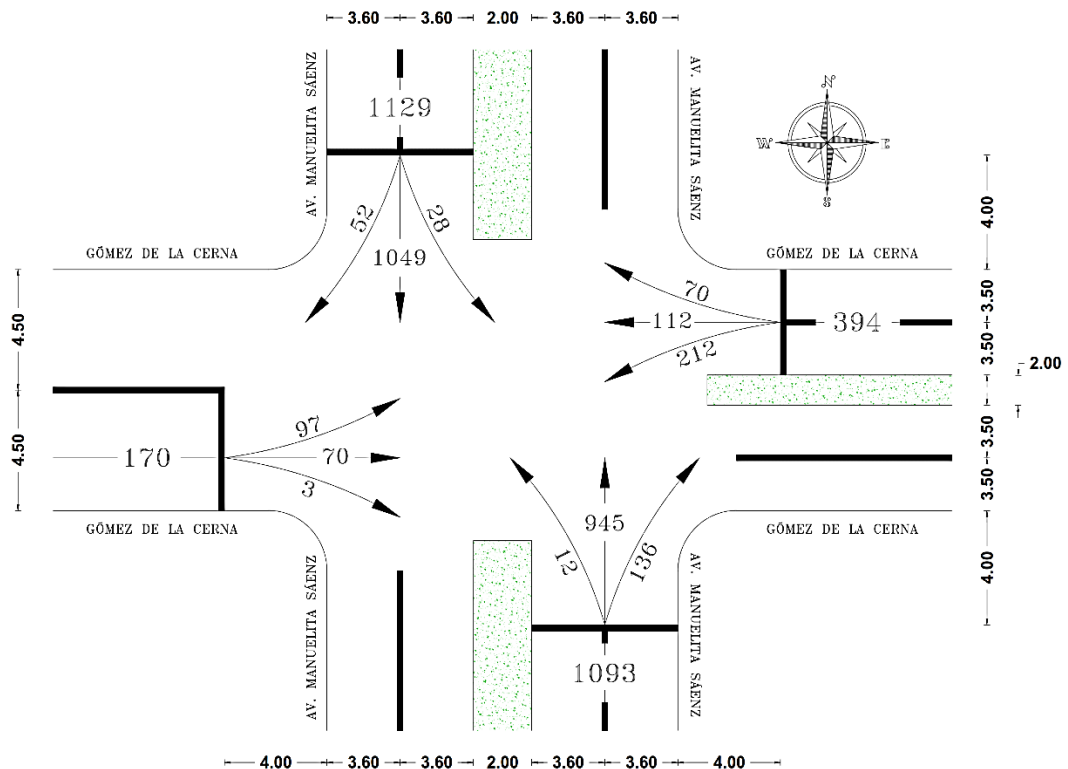 3.60 3.60 2.00 3.60 3.60
AV. MANUELITA SÁENZ
1129
AV. MANUELITA SÁENZ
N
W E
S
52
28
1049
4.00
GÓMEZ DE LA CERNA
GÓMEZ DE LA CERNA
4.50
70
112
212
394
3.50
3.50
2.00
4.50
97
170
70
3
3.50
3.50
GÓMEZ DE LA CERNA
GÓMEZ DE LA CERNA
945
12
136
4.00
AV. MANUELITA SÁENZ
1093
AV. MANUELITA SÁENZ
4.00 3.60 3.60 2.00 3.60 3.60 4.00